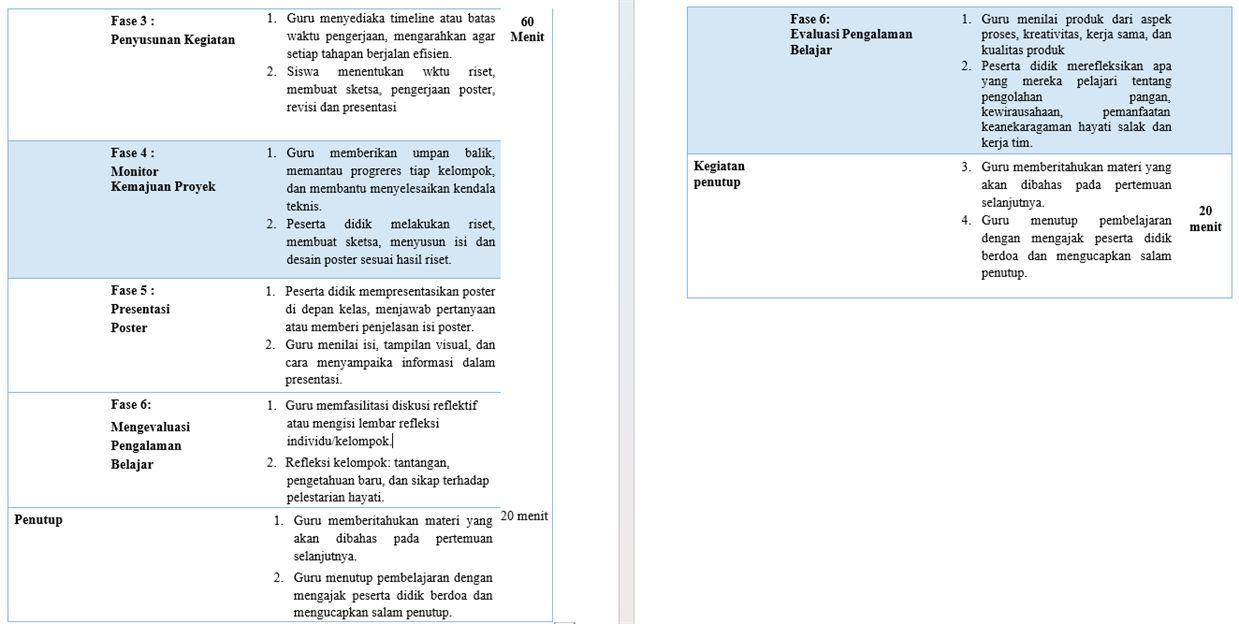 Fase 3 :
Penyusunan Kegiatan
1. Guru menyediaka timeline atau batas
waktu pengerjaan, mengarahkan agar
setiap tahapan berjalan efisien.
2. Siswa menentukan wktu riset,
membuat sketsa, pengerjaan poster,
revisi dan presentasi
60
Menit
Fase 4 :
Monitor
Kemajuan Proyek
1. Guru memberikan umpan balik,
memantau progreres tiap kelompok,
dan membantu menyelesaikan kendala
teknis.
2. Peserta didik melakukan riset,
membuat sketsa, menyusun isi dan
desain poster sesuai hasil riset.
Fase 5 :
Presentasi
Poster
1. Peserta didik mempresentasikan poster
di depan kelas, menjawab pertanyaan
atau memberi penjelasan isi poster.
2. Guru menilai isi, tampilan visual, dan
cara menyampaika informasi dalam
presentasi.
Fase 6:
Mengevaluasi
Pengalaman
Belajar
1. Guru memfasilitasi diskusi reflektif
atau mengisi lembar refleksi
individu/kelompok.
2. Refleksi kelompok: tantangan,
pengetahuan baru, dan sikap terhadap
pelestarian hayati.
Penutup
1. Guru memberitahukan materi yang
akan dibahas pada pertemuan
selanjutnya.
2. Guru menutup pembelajaran dengan
mengajak peserta didik berdoa dan
mengucapkan salam penutup.
20 menit
Fase 6:
Evaluasi Pengalaman
Belajar
1. Guru menilai produk dari aspek
proses, kreativitas, kerja sama, dan
kualitas produk
2. Peserta didik merefleksikan apa
yang mereka pelajari tentang
pengolahan pangan,
kewirausahaan, pemanfaatan
keanekaragaman hayati salak dan
kerja tim.
Kegiatan
penutup
3. Guru memberitahukan materi yang
akan dibahas pada pertemuan
selanjutnya.
4. Guru menutup pembelajaran
dengan mengajak peserta didik
berdoa dan mengucapkan salam
penutup.
20
menit